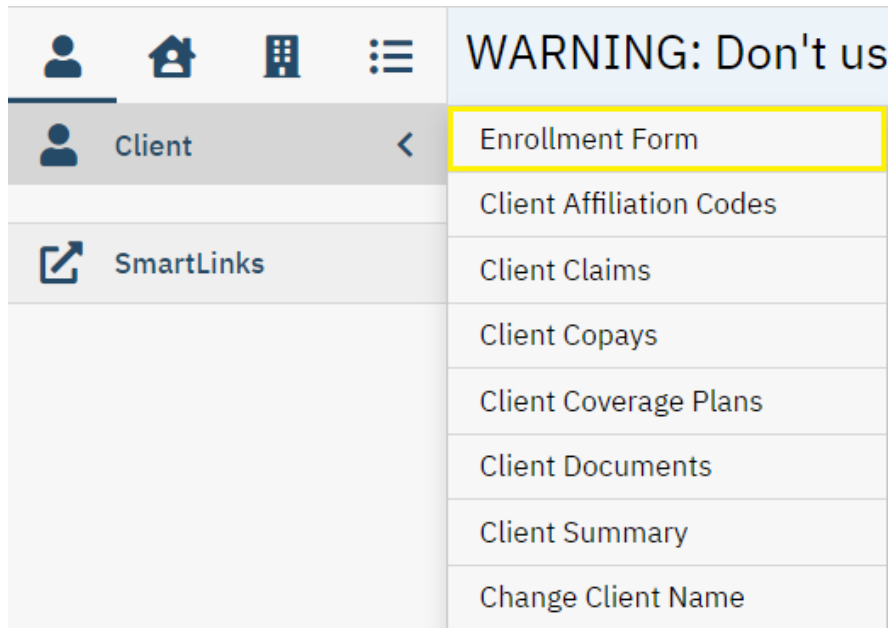 WARNING: Don't us
Client
SmartLinks
Enrollment Form
Client Affiliation Codes
Client Claims
Client Copays
Client Coverage Plans
Client Documents
Client Summary
Change Client Name